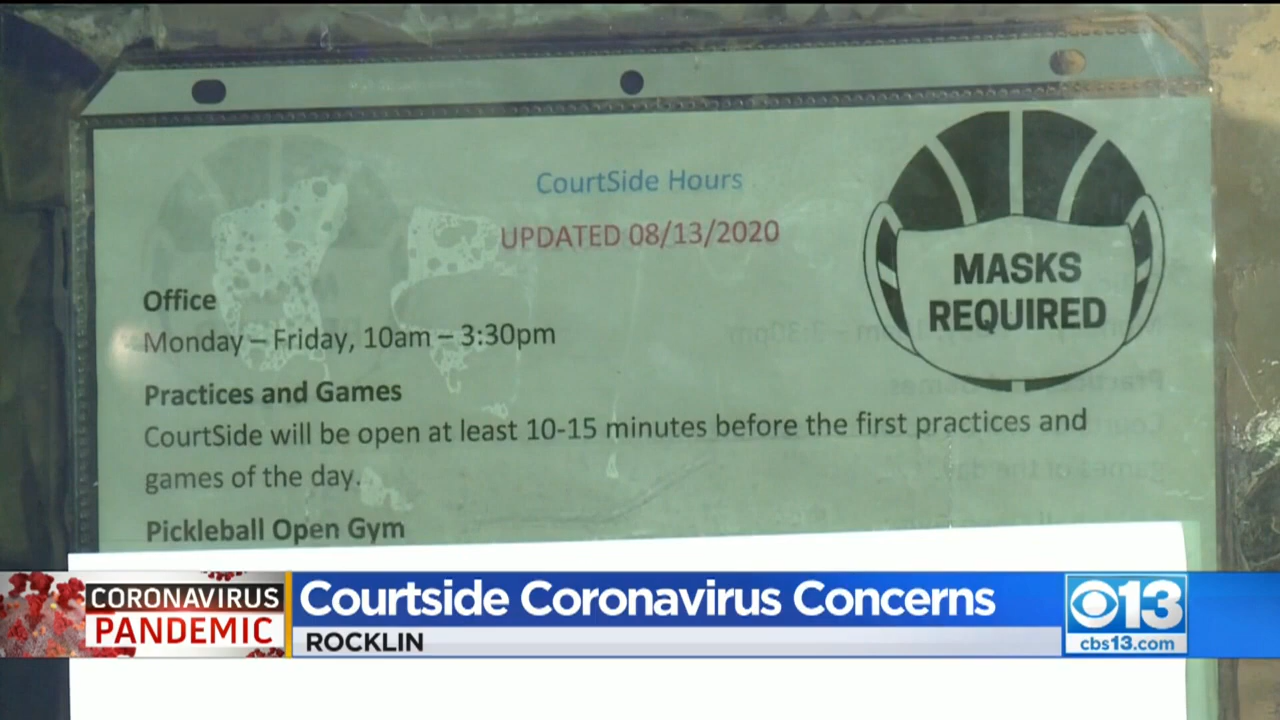 CourtSide Hours
UPDATED 08/13/2020
MASKS
REQUIRED
Office
Monday – Friday, 10am – 3:30pm
Practices and Games
CourtSide will be open at least 10-15 minutes before the first practices and
games of the day.
Pickleball Open Gym
CORONAVIRUS
PANDEMIC
Courtside Coronavirus Concerns
ROCKLIN
13
cbs13.com